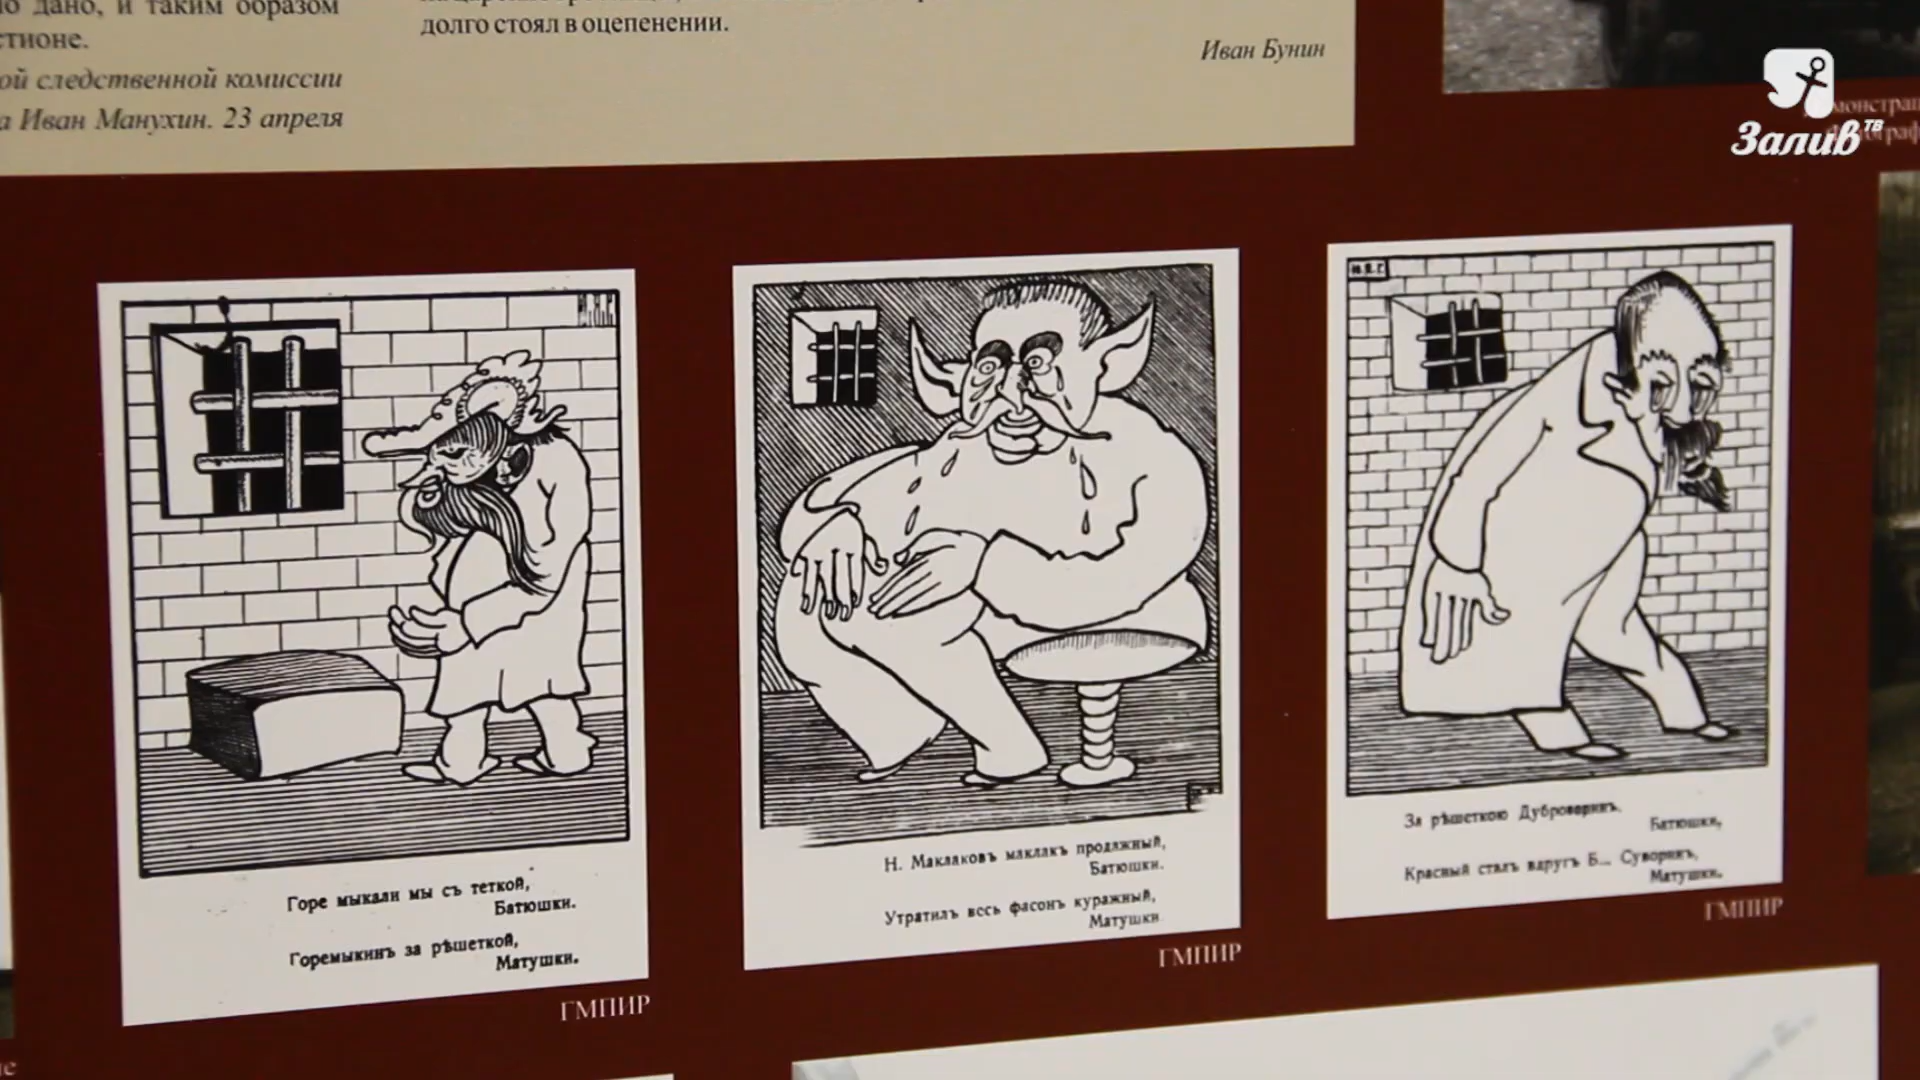 но дано, и таким образом
стионе.
ой следственной комиссии
а Иван Манухин. 23 апреля
долго стоял в оцепенении.
Иван Бунин
Залив ТВ
Горе мыкали мы съ теткой,
Батюшки.
Горемыкинъ за рѣшеткой,
Матушки.
ГМПИР
Н. Маклаковъ маклакъ продажный,
Батюшки.
Утратилъ весь фасонъ куражный,
Матушки
ГМПИР
За рѣшеткою Дубровинъ.
Батюшки,
Красный сталъ вдругъ Б... Суворинъ,
Матушки.
ГМПИР